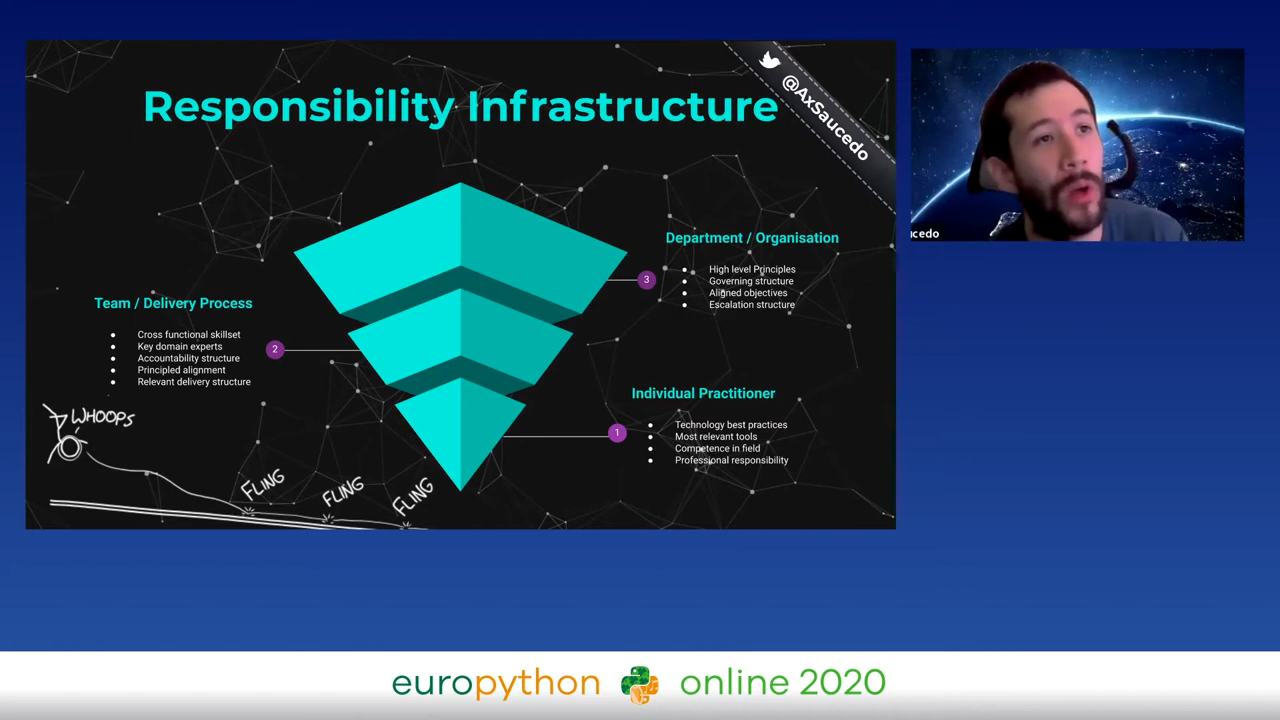 Responsibility Infrastructure
@AxSaucedo
Department / Organisation
3
High level Principles
Governing structure
Aligned objectives
Escalation structure
Team / Delivery Process
2
Cross functional skillset
Key domain experts
Accountability structure
Principled alignment
Relevant delivery structure
Individual Practitioner
1
Technology best practices
Most relevant tools
Competence in field
Professional responsibility
WHOOPS
FLING
FLING
FLING
ucedo
europython online 2020